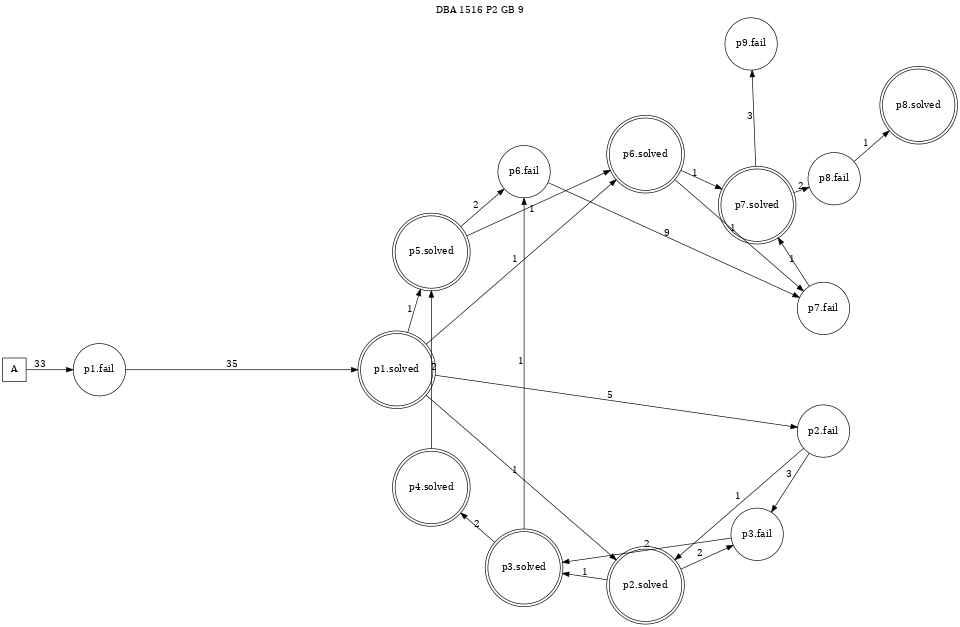 DBA 1516 P2 GB 9
p9.fail
p8.solved
3
1
p6.solved
p6.fail
1
p8.fail
2
2
p7.solved
1
1
9
p5.solved
1
1
p7.fail
1
33
35
p1.solved
A
p1.fail
2
1
5
p2.fail
1
3
p4.solved
1
2
p3.fail
2
2
p3.solved
1
p2.solved